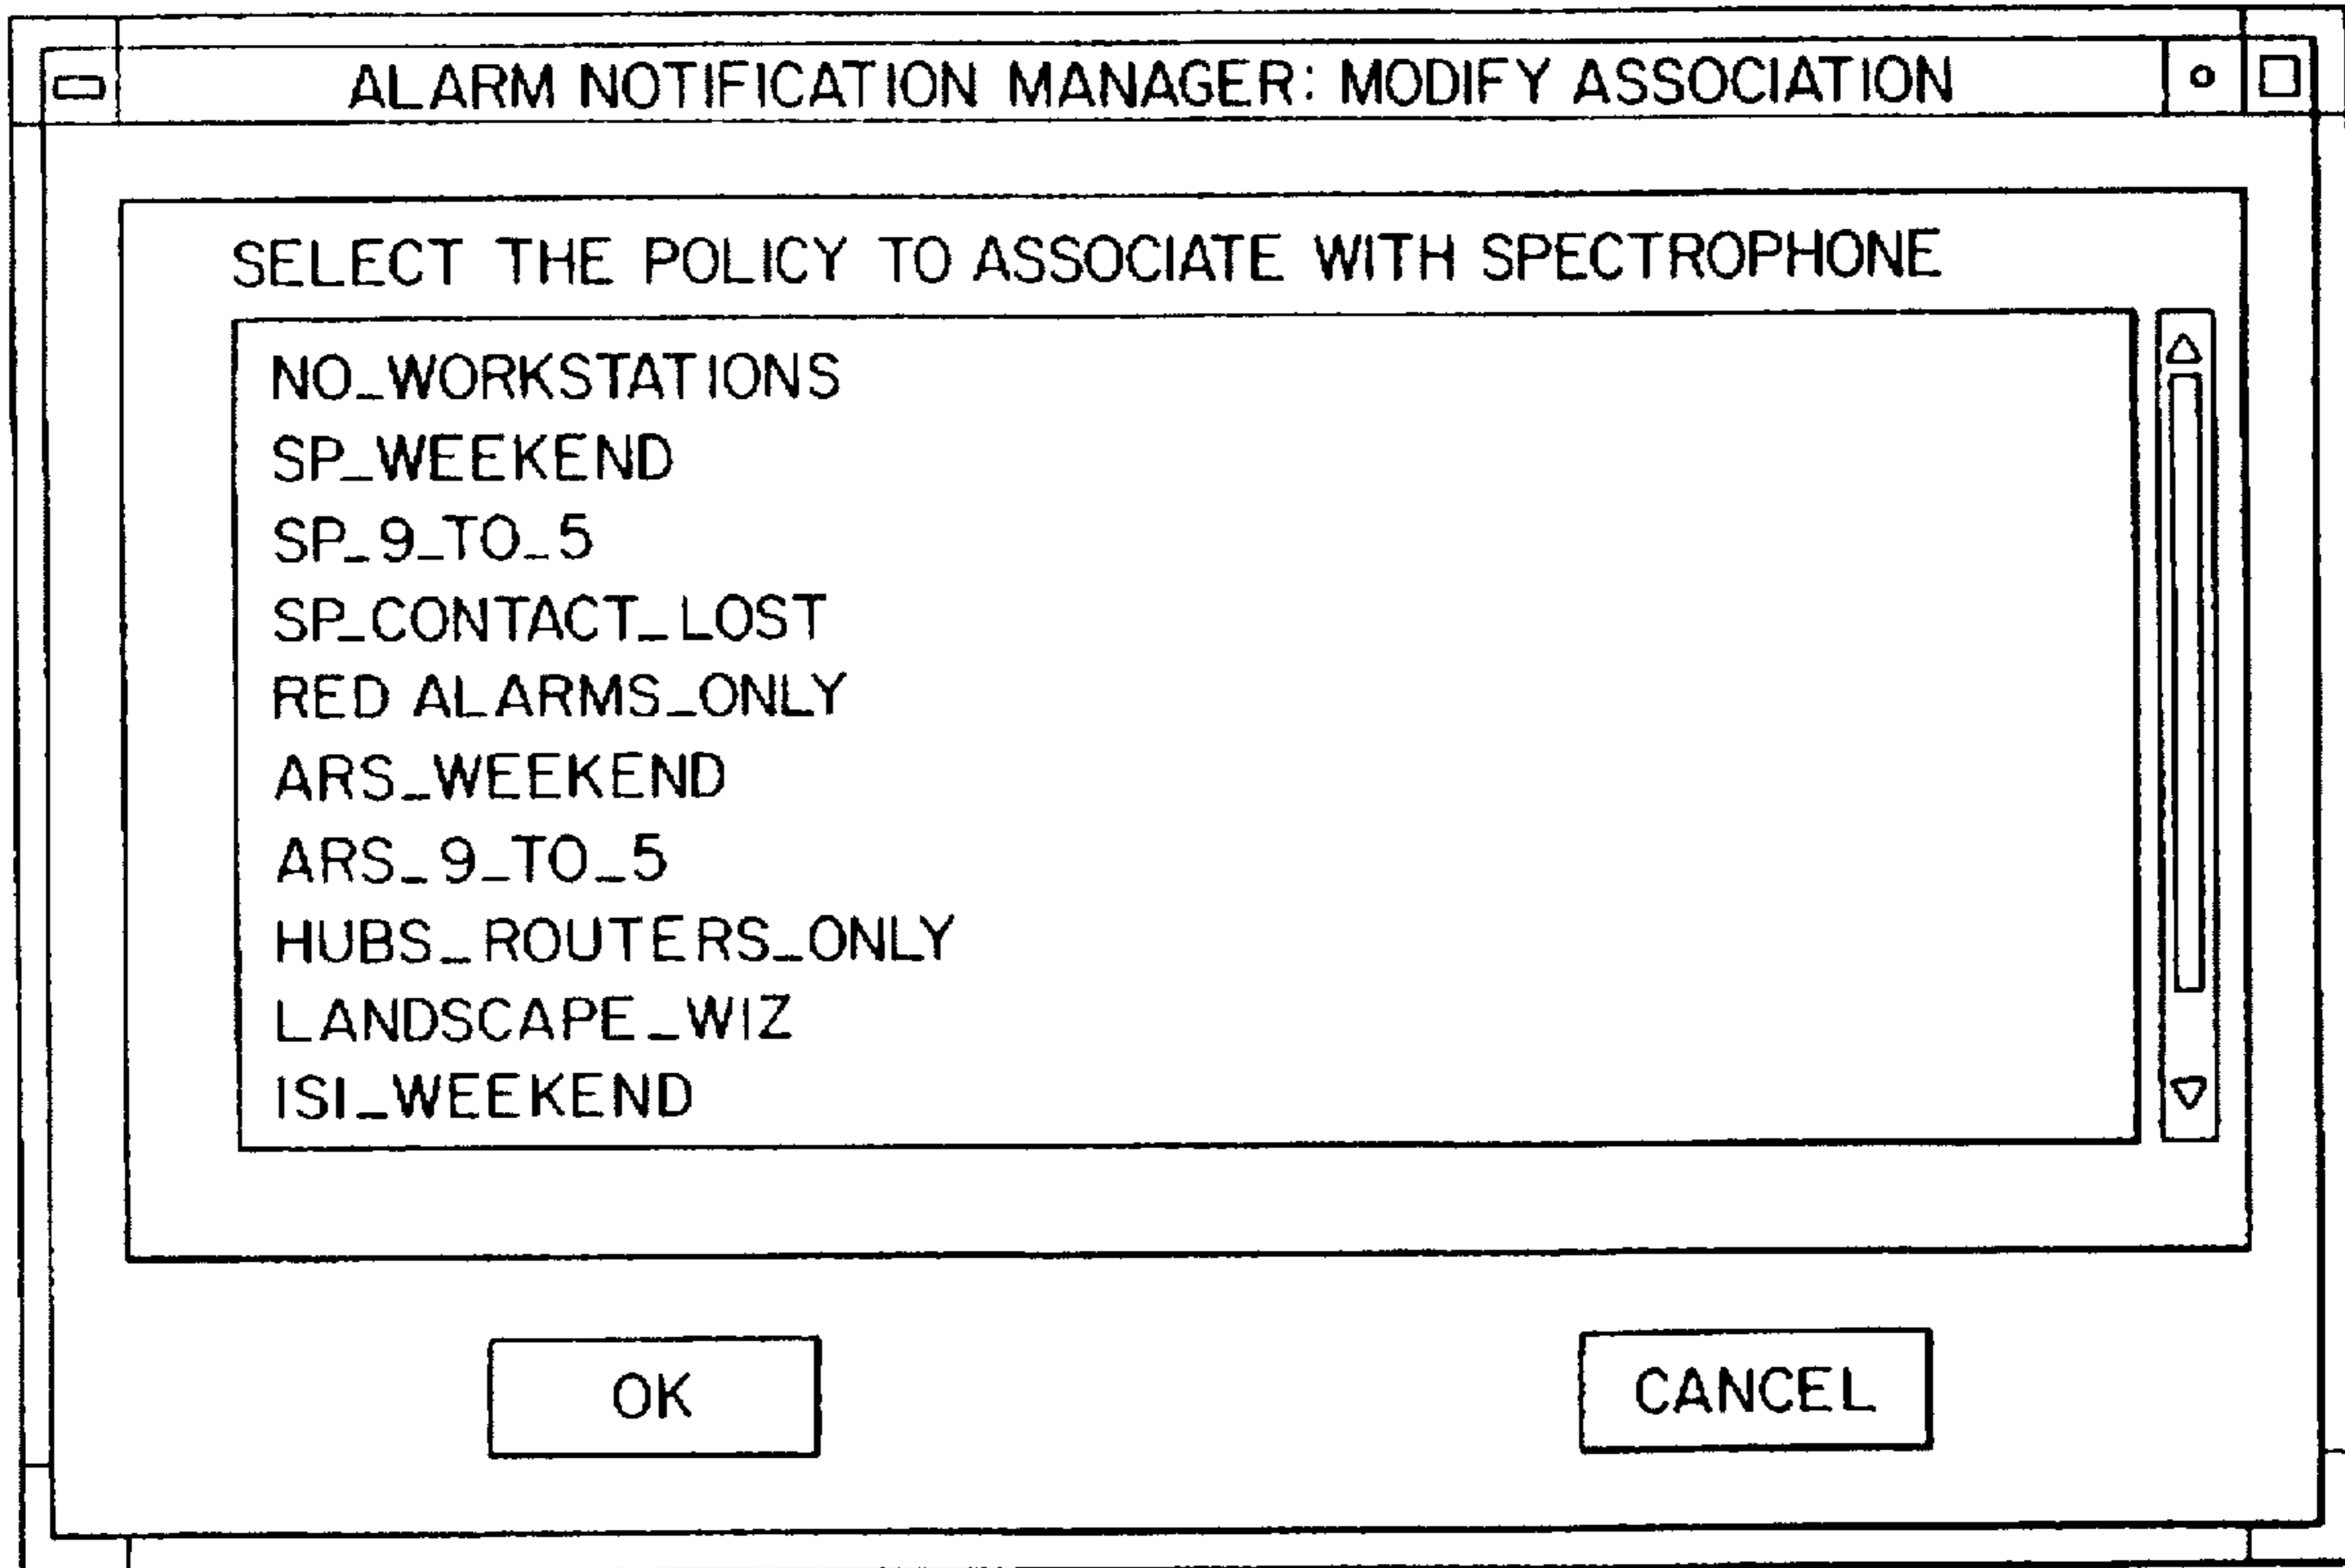 ALARM NOTIFICATION MANAGER: MODIFY ASSOCIATION
SELECT THE POLICY TO ASSOCIATE WITH SPECTROPHONE
NO_WORKSTATIONS
SP_WEEKEND
SP_9_TO_5
SP_CONTACT_LOST
RED ALARMS_ONLY
ARS_WEEKEND
ARS_9_TO_5
HUBS_ROUTERS_ONLY
LANDSCAPE_WIZ
ISI_WEEKEND
OK CANCEL